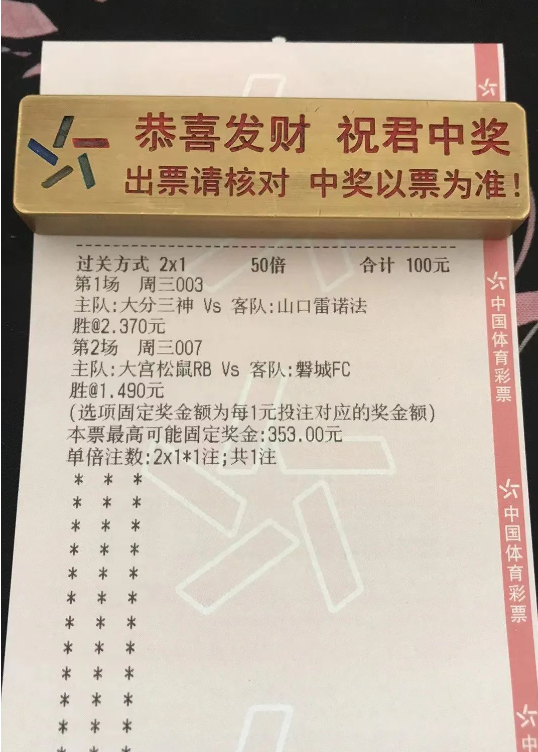 恭喜发财 祝君中奖
出票请核对 中奖以票为准!
过关方式 2x1 50倍 合计 100元
第1场 周三003
主队:大分三神 Vs 客队:山口雷诺法
胜@2.370元
第2场 周三007
主队:大宫松鼠RB Vs 客队:磐城FC
胜@1.490元
(选项固定奖金额为每1元投注对应的奖金额)
本票最高可能固定奖金:353.00元
单倍注数:2x1*1注;共1注
* * *
* * *
* * *
* * *
* * *
* * *
* * *
* * *
* * *
* * *
* * *
* * *
中国体育彩票
中国体育彩票
中